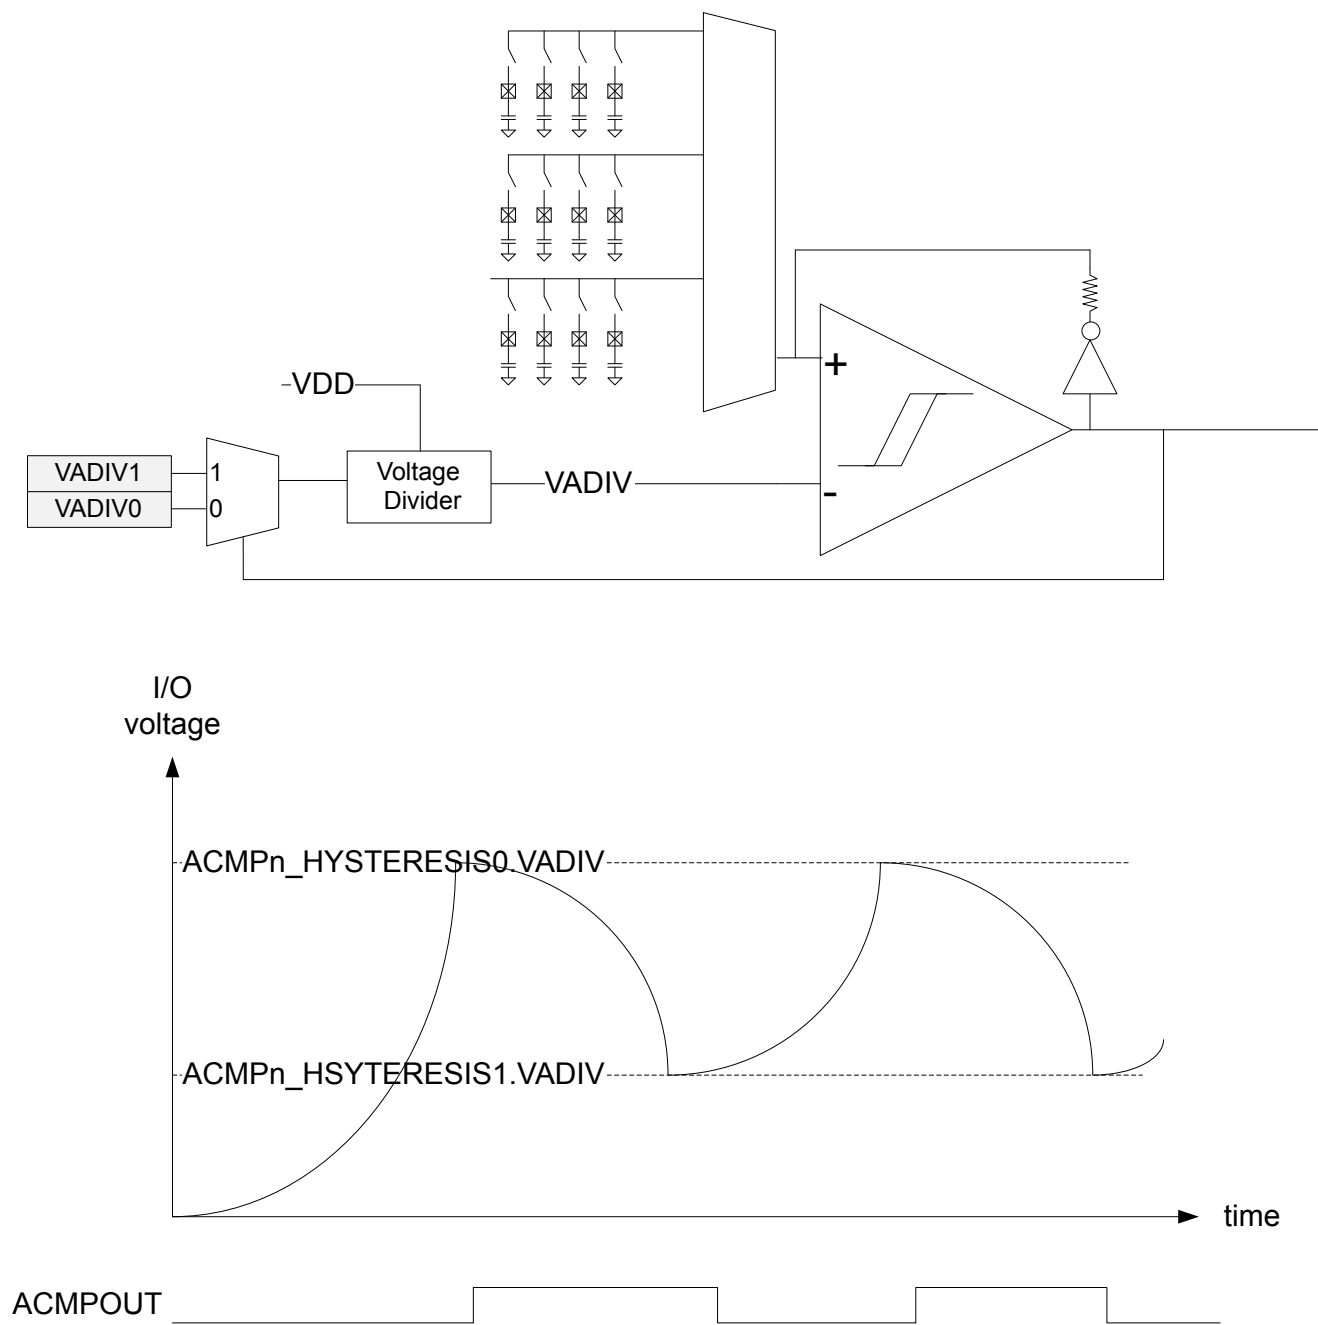 VDD
VADIV1
1
VADIV0
0
Voltage
Divider
VADIV
+
-
I/O
voltage
ACMPn_HYSTERESIS0.VADIV
ACMPn_HSYTERESIS1.VADIV
time
ACMPOUT